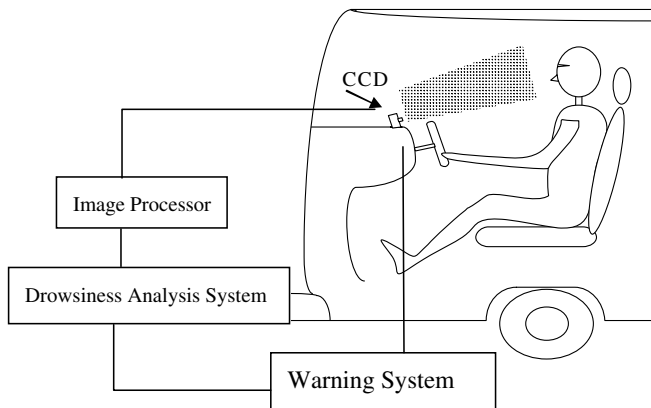 CCD
Image Processor
Drowsiness Analysis System
Warning System